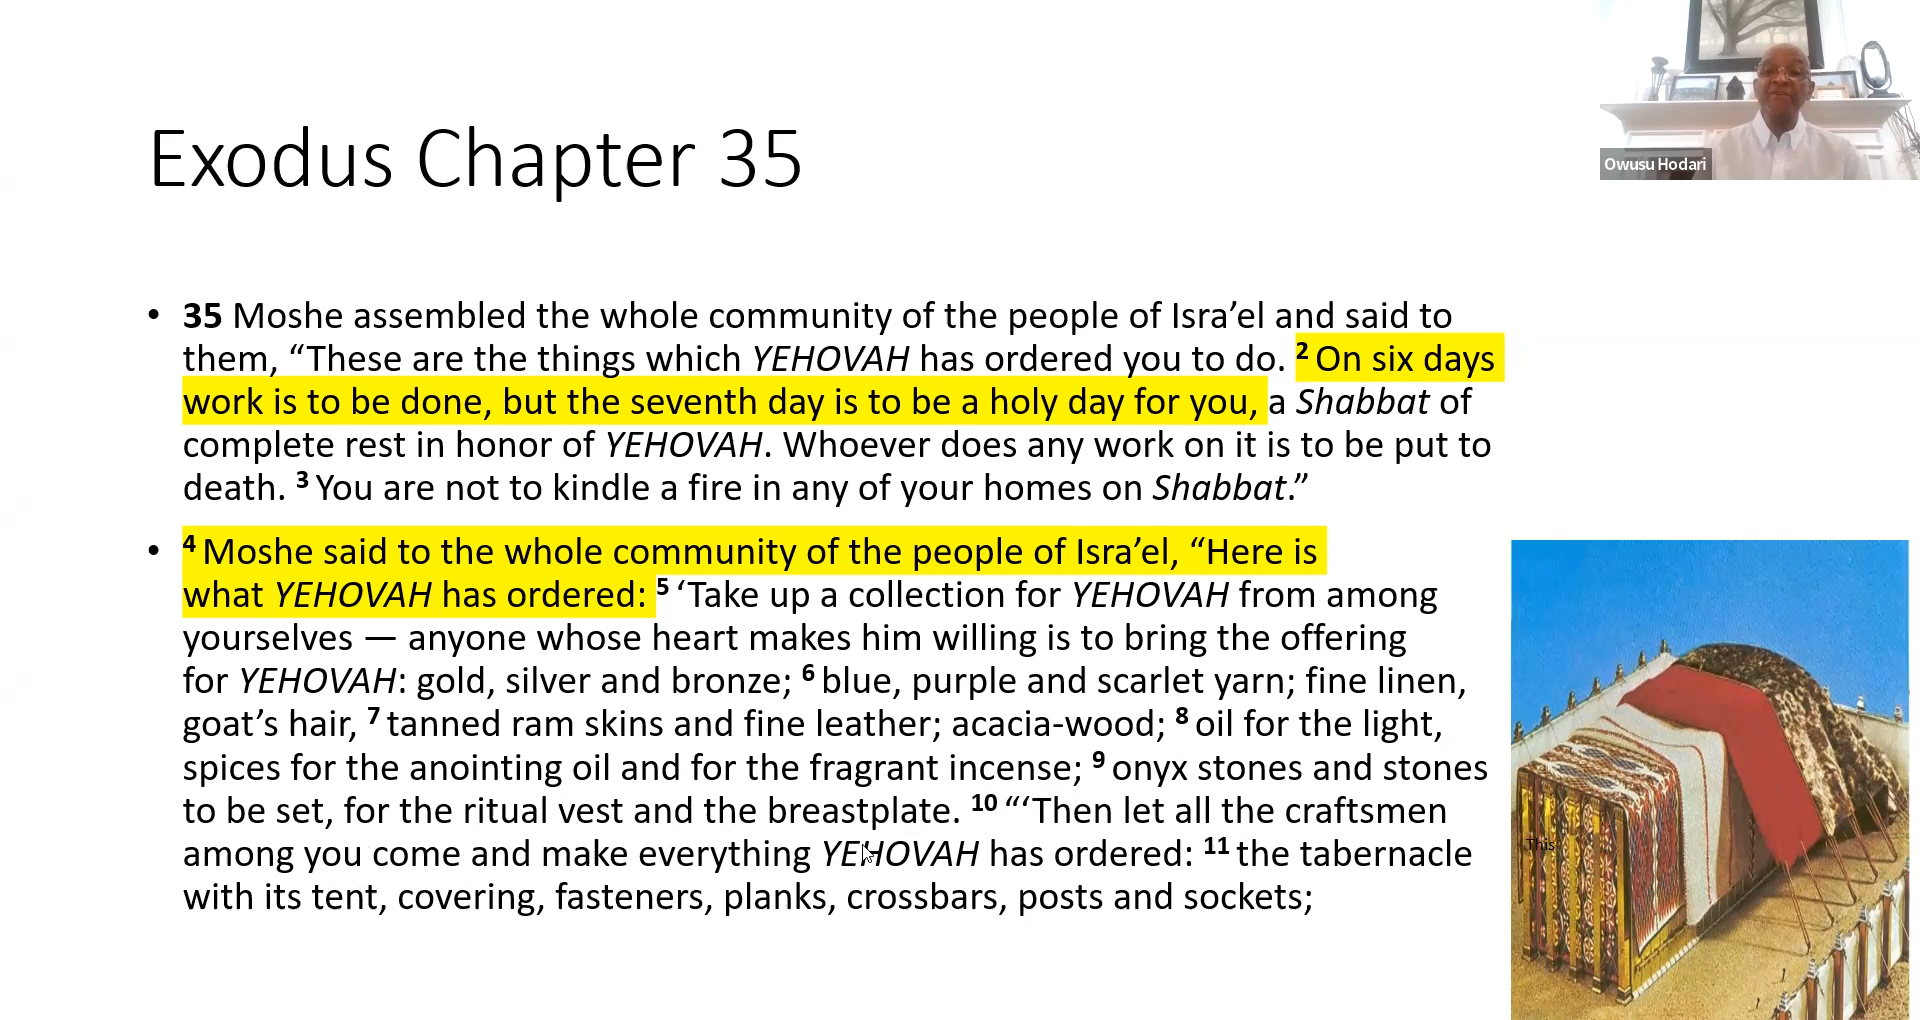 Exodus Chapter 35
Owusu Hodari
• 35 Moshe assembled the whole community of the people of Isra’el and said to
them, “These are the things which YEHOVAH has ordered you to do. 2 On six days
work is to be done, but the seventh day is to be a holy day for you, a Shabbat of
complete rest in honor of YEHOVAH. Whoever does any work on it is to be put to
death. 3 You are not to kindle a fire in any of your homes on Shabbat.”
• 4 Moshe said to the whole community of the people of Isra’el, “Here is
what YEHOVAH has ordered: 5 ‘Take up a collection for YEHOVAH from among
yourselves — anyone whose heart makes him willing is to bring the offering
for YEHOVAH: gold, silver and bronze; 6 blue, purple and scarlet yarn; fine linen,
goat’s hair, 7 tanned ram skins and fine leather; acacia-wood; 8 oil for the light,
spices for the anointing oil and for the fragrant incense; 9 onyx stones and stones
to be set, for the ritual vest and the breastplate. 10 “‘Then let all the craftsmen
among you come and make everything YEHOVAH has ordered: 11 the tabernacle
with its tent, covering, fasteners, planks, crossbars, posts and sockets;
This